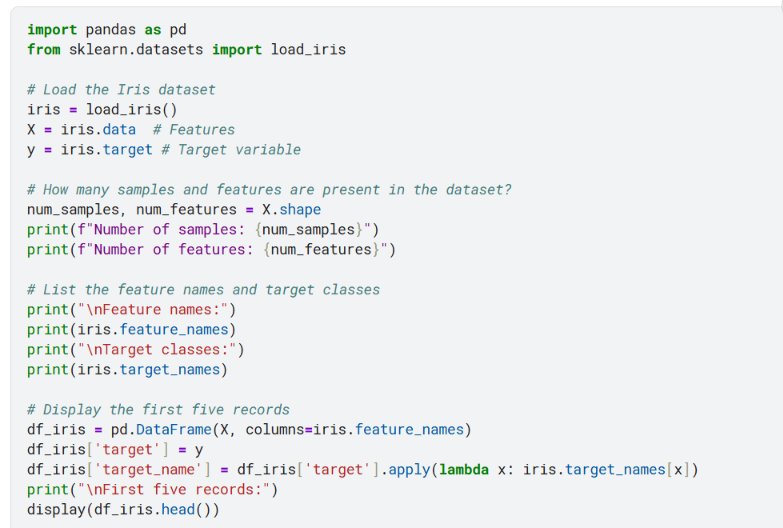 import pandas as pd
from sklearn.datasets import load_iris
# Load the Iris dataset
iris = load_iris()
X = iris.data  # Features
y = iris.target # Target variable
# How many samples and features are present in the dataset?
num_samples, num_features = X.shape
print(f"Number of samples: {num_samples}")
print(f"Number of features: {num_features}")
# List the feature names and target classes
print("\nFeature names:")
print(iris.feature_names)
print("\nTarget classes:")
print(iris.target_names)
# Display the first five records
df_iris = pd.DataFrame(X, columns=iris.feature_names)
df_iris['target'] = y
df_iris['target_name'] = df_iris['target'].apply(lambda x: iris.target_names[x])
print("\nFirst five records:")
display(df_iris.head())